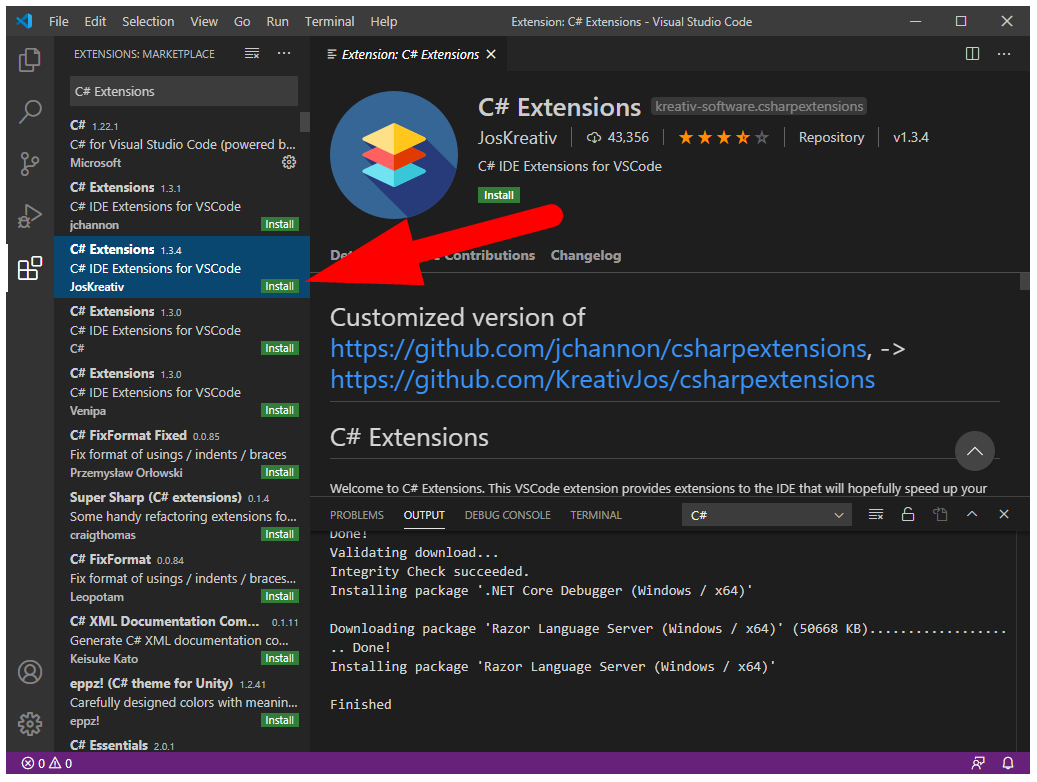 File Edit Selection View Go Run Terminal Help
Extension: C# Extensions - Visual Studio Code
EXTENSIONS: MARKETPLACE
C# Extensions
C# 1.22.1
C# for Visual Studio Code (powered b...
Microsoft
C# Extensions 1.3.1
C# IDE Extensions for VSCode
jchannon Install
C# Extensions 1.3.4
C# IDE Extensions for VSCode
JosKreativ Install
C# Extensions 1.3.0
C# IDE Extensions for VSCode
C# Install
C# Extensions 1.3.0
C# IDE Extensions for VSCode
Venipa Install
C# FixFormat Fixed 0.0.85
Fix format of usings / indents / braces
Przemysław Orłowski Install
Super Sharp (C# extensions) 0.1.4
Some handy refactoring extensions fo...
craigthomas Install
C# FixFormat 0.0.84
Fix format of usings / indents / braces...
Leopotam Install
C# XML Documentation Com... 0.1.11
Generate C# XML documentation co...
Keisuke Kato Install
eppz! (C# theme for Unity) 1.2.41
Carefully designed colors with meanin...
eppz! Install
C# Essentials 2.0.1
Extension: C# Extensions
C# Extensions kreativ-software.csharpextensions
JosKreativ 43,356 Repository v1.3.4
C# IDE Extensions for VSCode
Install
Contributions Changelog
Customized version of
https://github.com/jchannon/csharpextensions, ->
https://github.com/KreativJos/csharpextensions
C# Extensions
Welcome to C# Extensions. This VSCode extension provides extensions to the IDE that will hopefully speed up your
PROBLEMS OUTPUT DEBUG CONSOLE TERMINAL C#
Done!
Validating download...
Integrity Check succeeded.
Installing package '.NET Core Debugger (Windows / x64)'
Downloading package 'Razor Language Server (Windows / x64)' (50668 KB)..................
.. Done!
Installing package 'Razor Language Server (Windows / x64)'
Finished
0 0